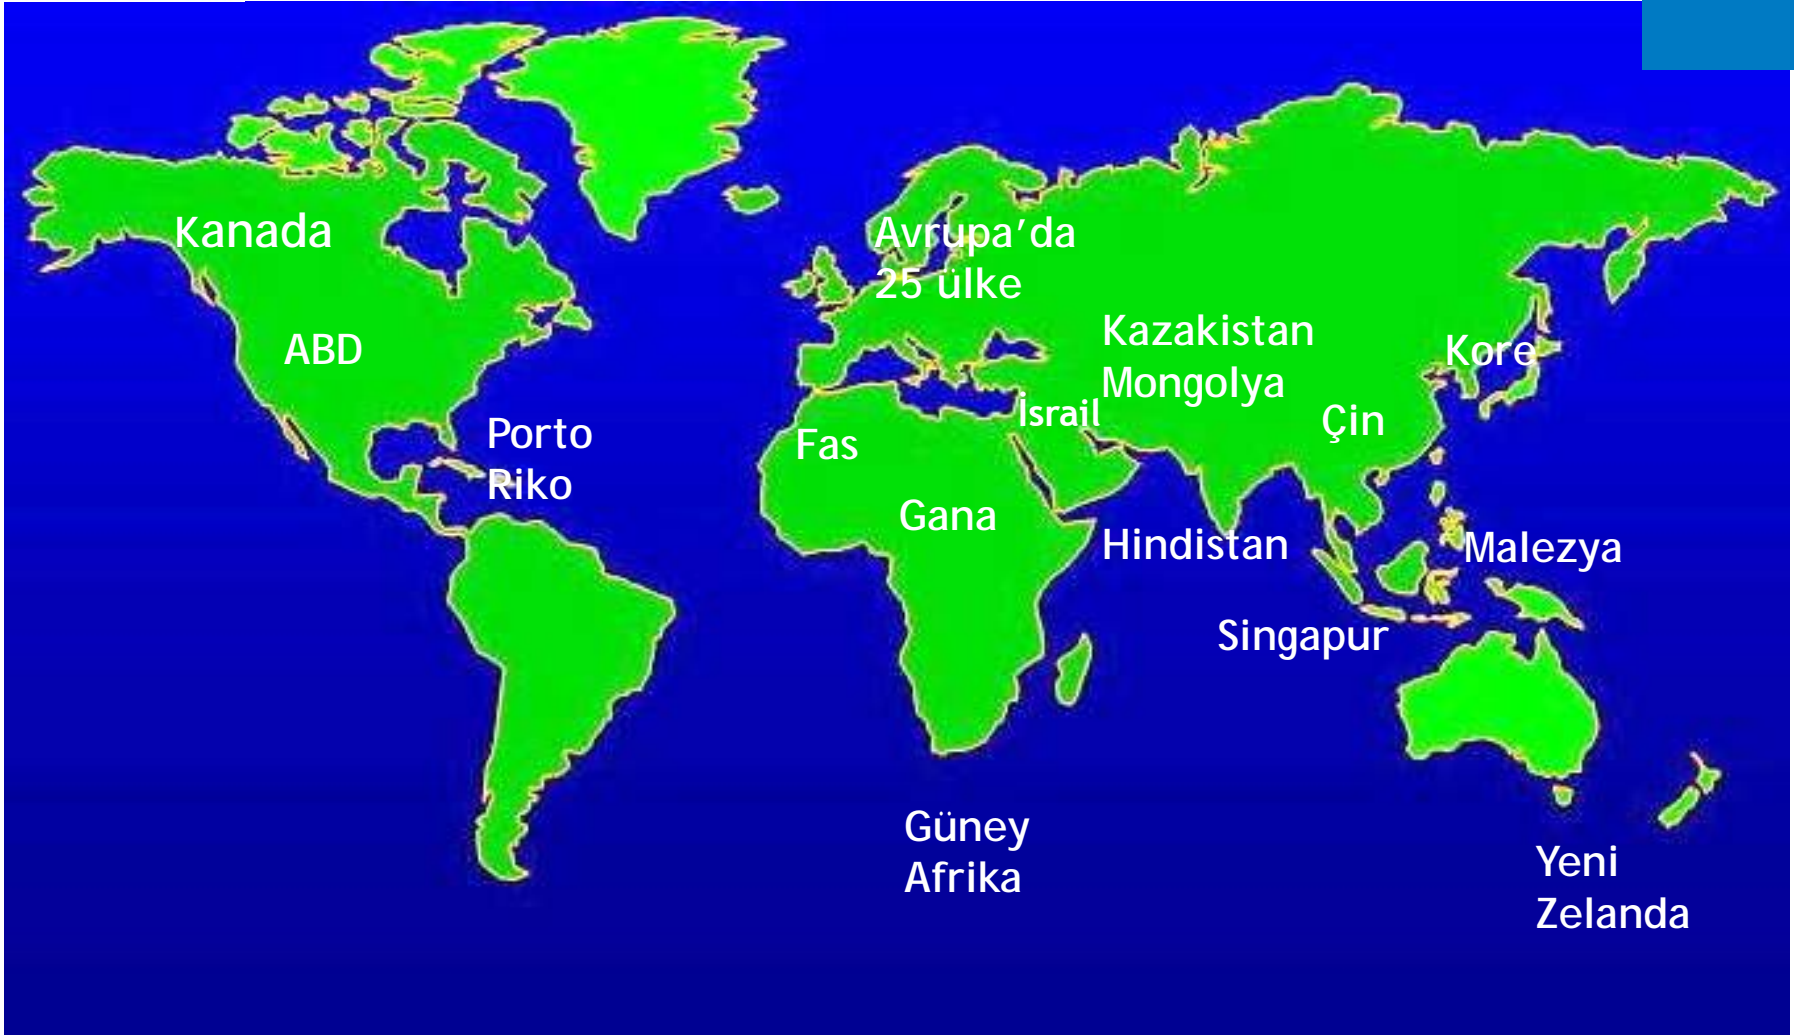 Kanada
Avrupa’da
25 ülke
ABD
Kazakistan
Mongolya
Kore
İsrail
Çin
Porto
Riko
Fas
Gana
Hindistan
Malezya
Singapur
Güney
Afrika
Yeni
Zelanda